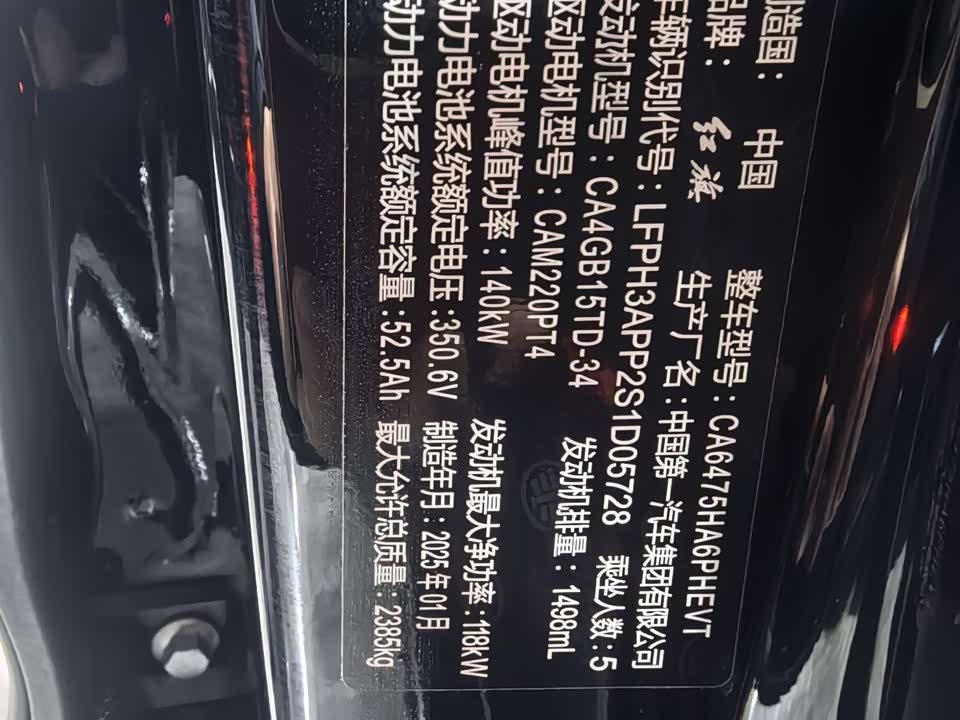 制造国：中国 整车型号：CA6475HA6PHEVT
品牌：红旗 生产厂名：中国第一汽车集团有限公司
车辆识别代号：LFPH3APP2S1D05728 乘坐人数：5
发动机型号：CA4GB15TD-34 发动机排量：1498mL
驱动电机型号：CAM220PT4
驱动电机峰值功率：140kW 发动机最大净功率：118kW
动力电池系统额定电压：350.6V 制造年月：2025年01月
动力电池系统额定容量：52.5Ah 最大允许总质量：2385kg